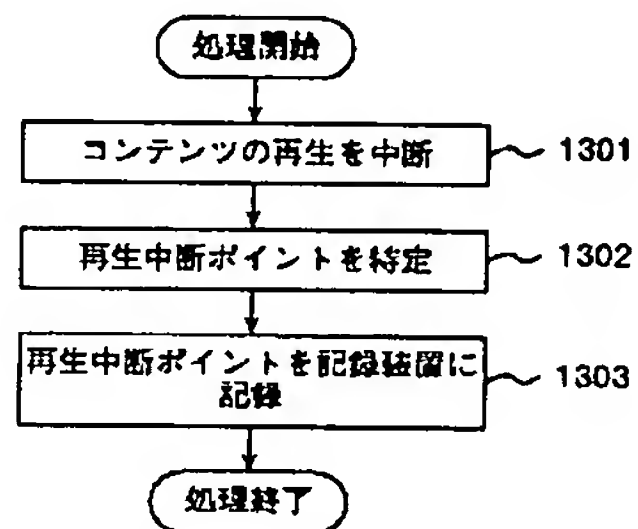 処理開始
コンテンツの再生を中断
1301
再生中断ポイントを特定
1302
再生中断ポイントを記録装置に
記録
1303
処理終了